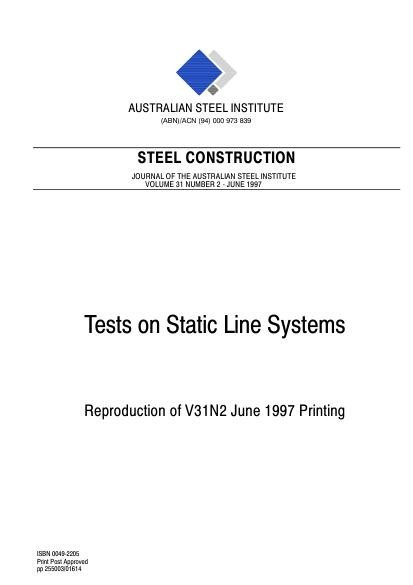 AUSTRALIAN STEEL INSTITUTE
(ABN)/ACN (94) 000 973 839
STEEL CONSTRUCTION
JOURNAL OF THE AUSTRALIAN STEEL INSTITUTE
VOLUME 31 NUMBER 2 - JUNE 1997
Tests on Static Line Systems
Reproduction of V31N2 June 1997 Printing
ISBN 0049-2205
Print Post Approved
pp 255003/01614